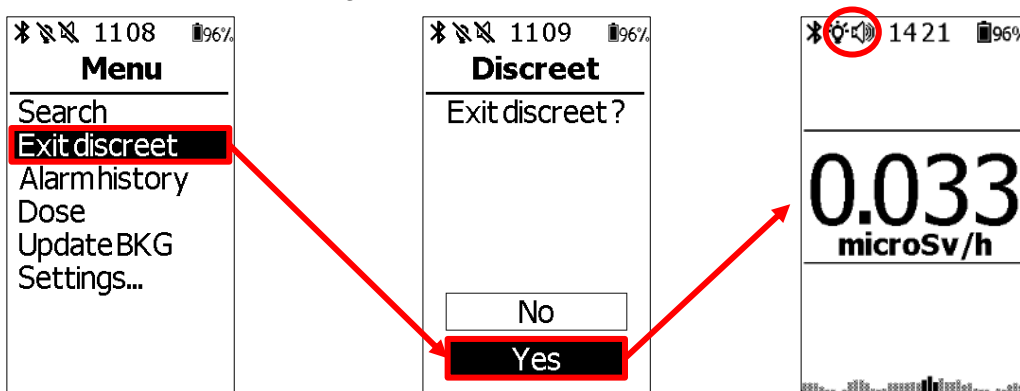 1108 96%
Menu
Search
Exit discreet
Alarm history
Dose
Update BKG
Settings...
1109 96%
Discreet
Exit discreet?
No
Yes
1421 96%
0.033
microSv/h